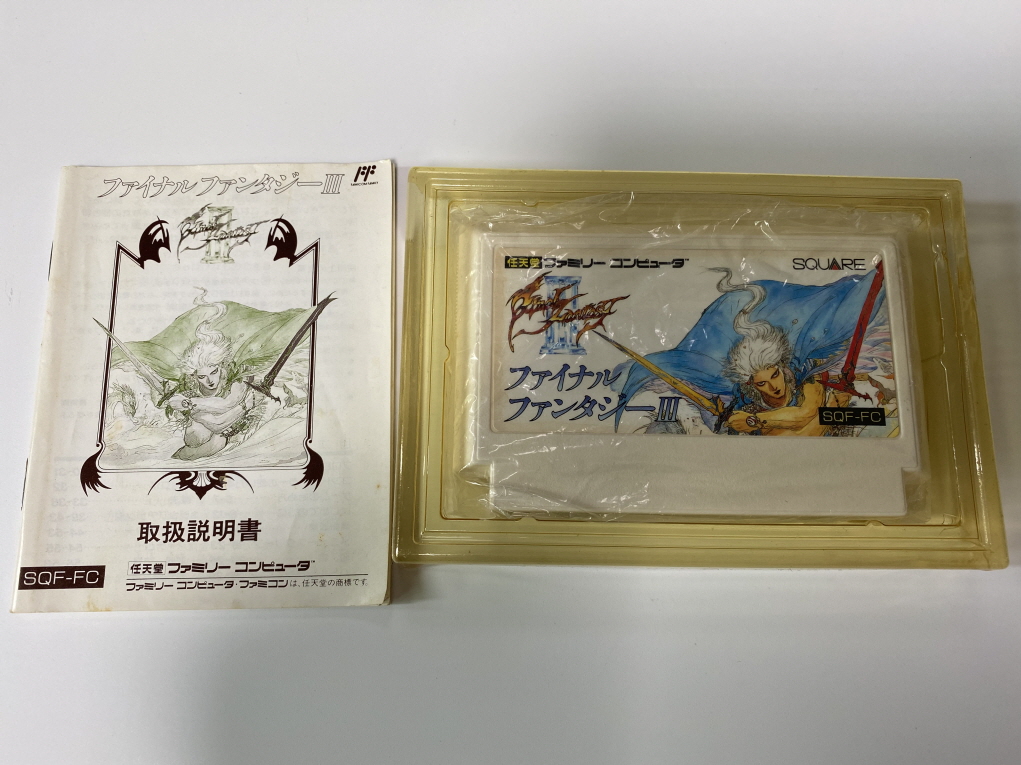 ファイナルファンタジーIII
FINAL FANTASY
III
取扱説明書
SQF-FC
任天堂 ファミリー コンピュータ™
ファミリー コンピュータ・ファミコンは、任天堂の商標です。
任天堂 ファミリー コンピュータ™
SQUARE
FINAL FANTASY
III
ファイナル
ファンタジーIII
SQF-FC